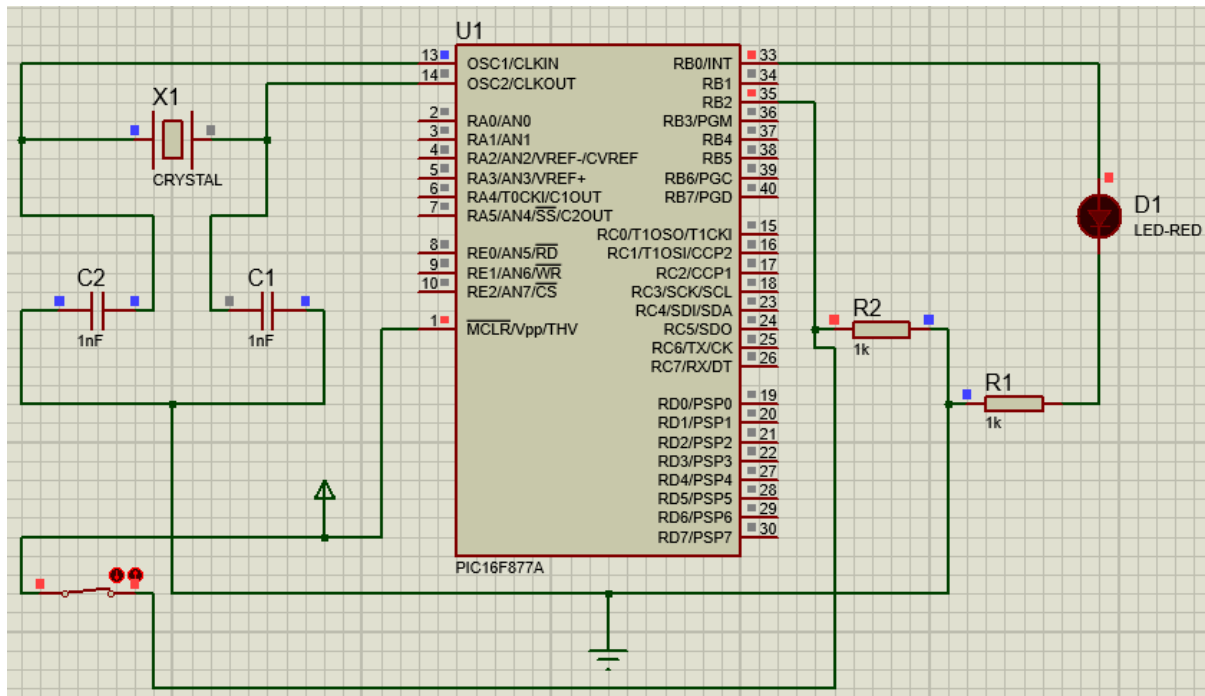 U1
13
OSC1/CLKIN
14
OSC2/CLKOUT
2
RA0/AN0
3
RA1/AN1
4
RA2/AN2/VREF-/CVREF
5
RA3/AN3/VREF+
6
RA4/T0CKI/C1OUT
7
RA5/AN4/SS/C2OUT
8
RE0/AN5/RD
9
RE1/AN6/WR
10
RE2/AN7/CS
1
MCLR/Vpp/THV
RB0/INT
33
RB1
34
RB2
35
RB3/PGM
36
RB4
37
RB5
38
RB6/PGC
39
RB7/PGD
40
RC0/T1OSO/T1CKI
15
RC1/T1OSI/CCP2
16
RC2/CCP1
17
RC3/SCK/SCL
18
RC4/SDI/SDA
23
RC5/SDO
24
RC6/TX/CK
25
RC7/RX/DT
26
RD0/PSP0
19
RD1/PSP1
20
RD2/PSP2
21
RD3/PSP3
22
RD4/PSP4
27
RD5/PSP5
28
RD6/PSP6
29
RD7/PSP7
30
PIC16F877A
X1
CRYSTAL
C2
1nF
C1
1nF
D1
LED-RED
R2
1k
R1
1k